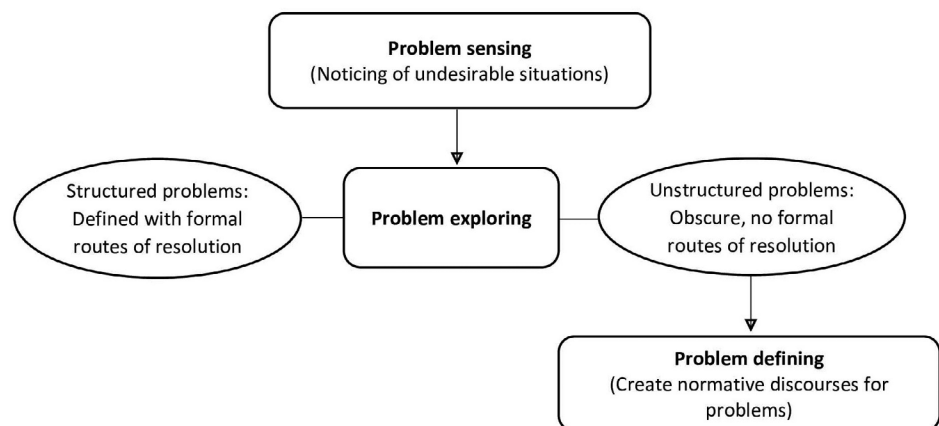 Problem sensing
(Noticing of undesirable situations)
Structured problems:
Defined with formal
routes of resolution
Problem exploring
Unstructured problems:
Obscure, no formal
routes of resolution
Problem defining
(Create normative discourses for
problems)